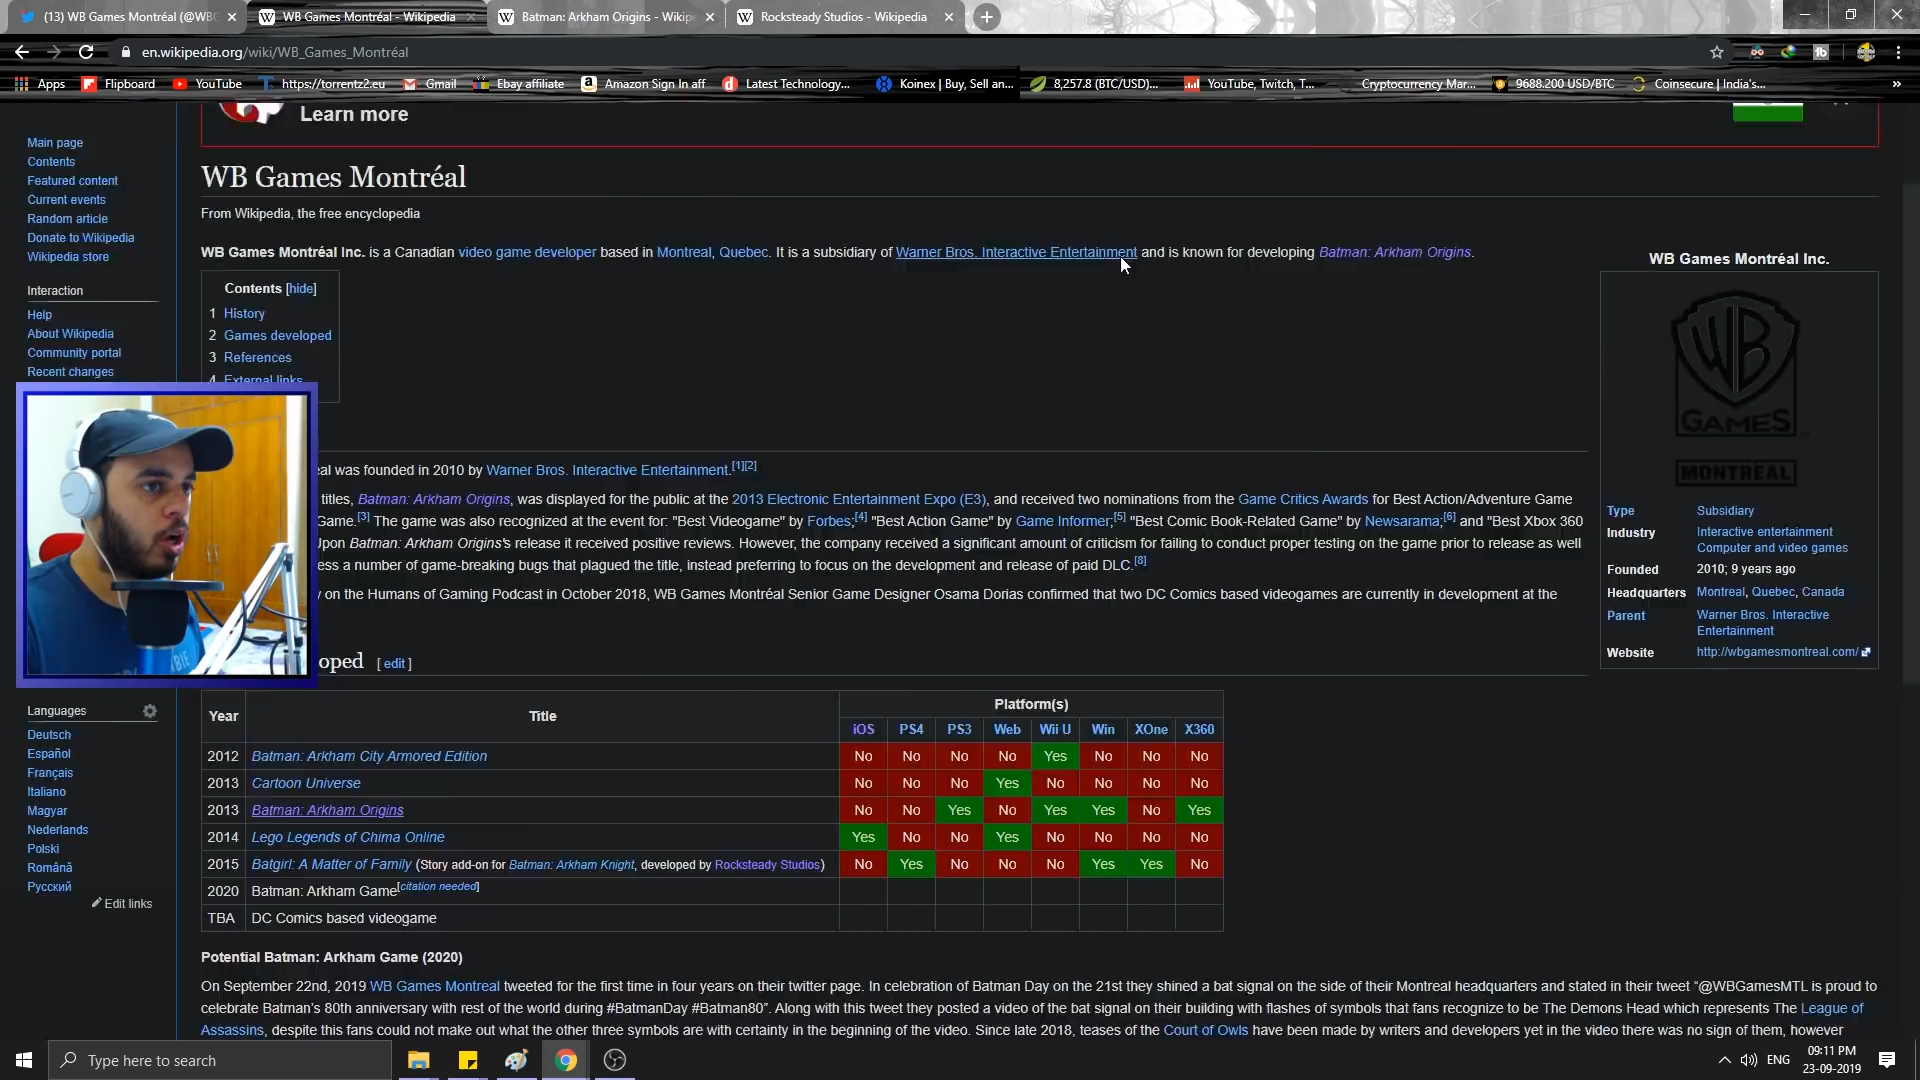 (13) WB Games Montréal (@WBG
WB Games Montréal - Wikipedia
Batman: Arkham Origins - Wikipe
Rocksteady Studios - Wikipedia
en.wikipedia.org/wiki/WB_Games_Montréal
Apps
Flipboard
YouTube
https://torrentz2.eu
Gmail
Ebay affiliate
Amazon Sign In aff
Latest Technology...
Koinex | Buy, Sell an...
8,257.8 (BTC/USD)...
YouTube, Twitch, T...
Cryptocurrency Mar...
9688.200 USD/BTC
Coinsecure | India's...
Learn more
Main page
Contents
Featured content
Current events
Random article
Donate to Wikipedia
Wikipedia store
Interaction
Help
About Wikipedia
Community portal
Recent changes
Languages
Deutsch
Español
Français
Italiano
Magyar
Nederlands
Polski
Română
Русский
Edit links
WB Games Montréal
From Wikipedia, the free encyclopedia
WB Games Montréal Inc. is a Canadian video game developer based in Montreal, Quebec. It is a subsidiary of Warner Bros. Interactive Entertainment and is known for developing Batman: Arkham Origins.
Contents [hide]
1 History
2 Games developed
3 References
4 External links
eal was founded in 2010 by Warner Bros. Interactive Entertainment.[1][2]
titles, Batman: Arkham Origins, was displayed for the public at the 2013 Electronic Entertainment Expo (E3), and received two nominations from the Game Critics Awards for Best Action/Adventure Game
Game.[3] The game was also recognized at the event for: "Best Videogame" by Forbes;[4] "Best Action Game" by Game Informer;[5] "Best Comic Book-Related Game" by Newsarama;[6] and "Best Xbox 360
Upon Batman: Arkham Origins's release it received positive reviews. However, the company received a significant amount of criticism for failing to conduct proper testing on the game prior to release as well
ess a number of game-breaking bugs that plagued the title, instead preferring to focus on the development and release of paid DLC.[8]
y on the Humans of Gaming Podcast in October 2018, WB Games Montréal Senior Game Designer Osama Dorias confirmed that two DC Comics based videogames are currently in development at the
oped [ edit ]
WB Games Montréal Inc.
WB
GAMES
MONTREAL
Type Subsidiary
Industry Interactive entertainment
Computer and video games
Founded 2010; 9 years ago
Headquarters Montreal, Quebec, Canada
Parent Warner Bros. Interactive
Entertainment
Website http://wbgamesmontreal.com/
Year Title Platform(s)
iOS PS4 PS3 Web Wii U Win XOne X360
2012 Batman: Arkham City Armored Edition No No No No Yes No No No
2013 Cartoon Universe No No No Yes No No No No
2013 Batman: Arkham Origins No No Yes No Yes Yes No Yes
2014 Lego Legends of Chima Online Yes No No Yes No No No No
2015 Batgirl: A Matter of Family (Story add-on for Batman: Arkham Knight, developed by Rocksteady Studios) No Yes No No No Yes Yes No
2020 Batman: Arkham Game[citation needed]
TBA DC Comics based videogame
Potential Batman: Arkham Game (2020)
On September 22nd, 2019 WB Games Montreal tweeted for the first time in four years on their twitter page. In celebration of Batman Day on the 21st they shined a bat signal on the side of their Montreal headquarters and stated in their tweet "@WBGamesMTL is proud to
celebrate Batman's 80th anniversary with rest of the world during #BatmanDay #Batman80". Along with this tweet they posted a video of the bat signal on their building with flashes of symbols that fans recognize to be The Demons Head which represents The League of
Assassins, despite this fans could not make out what the other three symbols are with certainty in the beginning of the video. Since late 2018, teases of the Court of Owls have been made by writers and developers yet in the video there was no sign of them, however
Type here to search
ENG
09:11 PM
23-09-2019